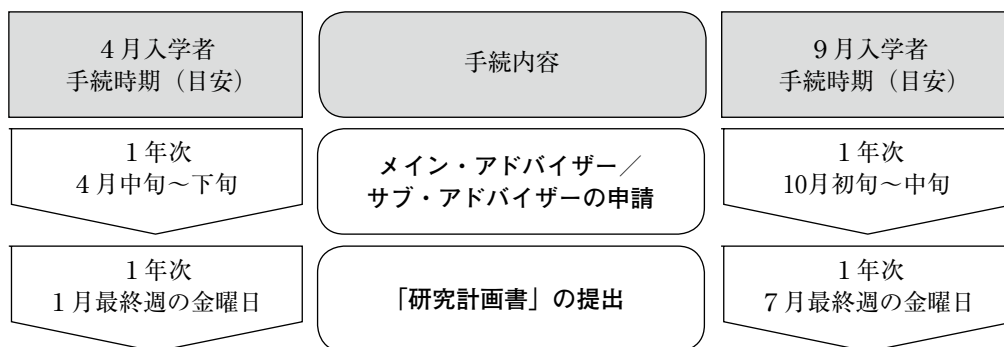 ４月入学者
手続時期（目安）
手続内容
９月入学者
手続時期（目安）
１年次
４月中旬～下旬
メイン・アドバイザー／
サブ・アドバイザーの申請
１年次
10月初旬～中旬
１年次
１月最終週の金曜日
「研究計画書」の提出
１年次
７月最終週の金曜日